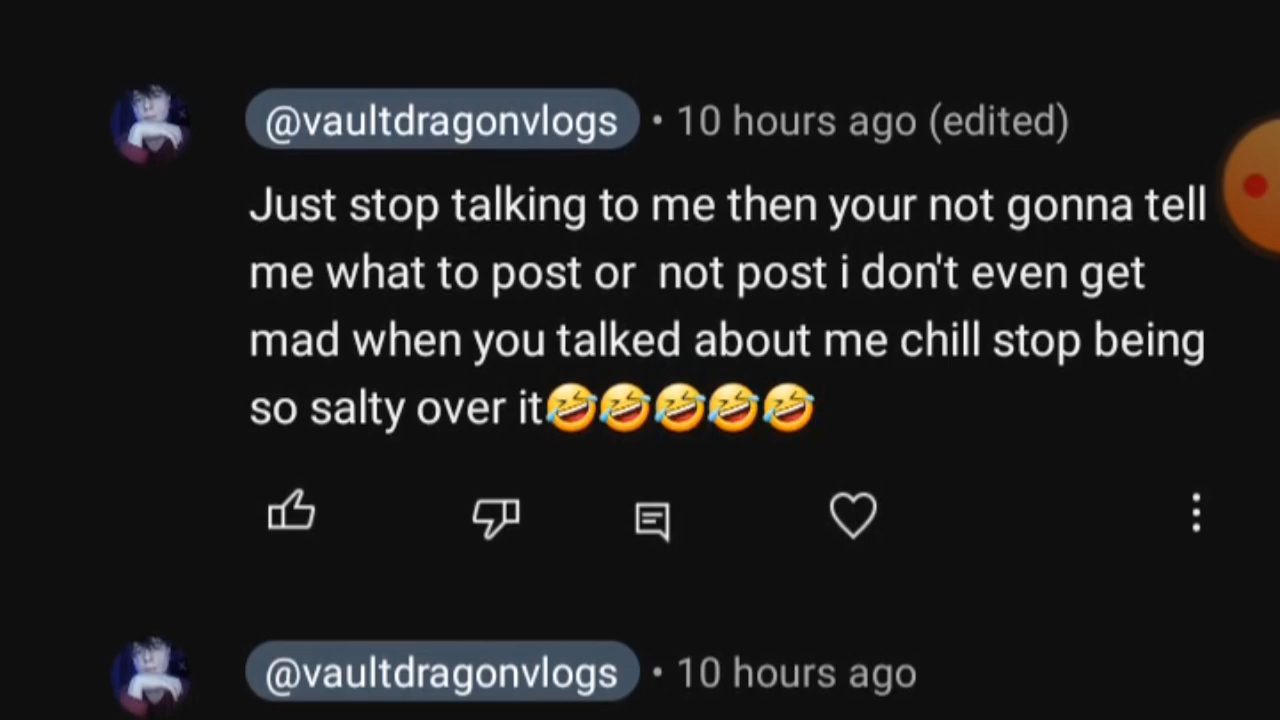 @vaultdragonvlogs • 10 hours ago (edited)
Just stop talking to me then your not gonna tell
me what to post or  not post i don't even get
mad when you talked about me chill stop being
so salty over it🤣🤣🤣🤣🤣
@vaultdragonvlogs • 10 hours ago